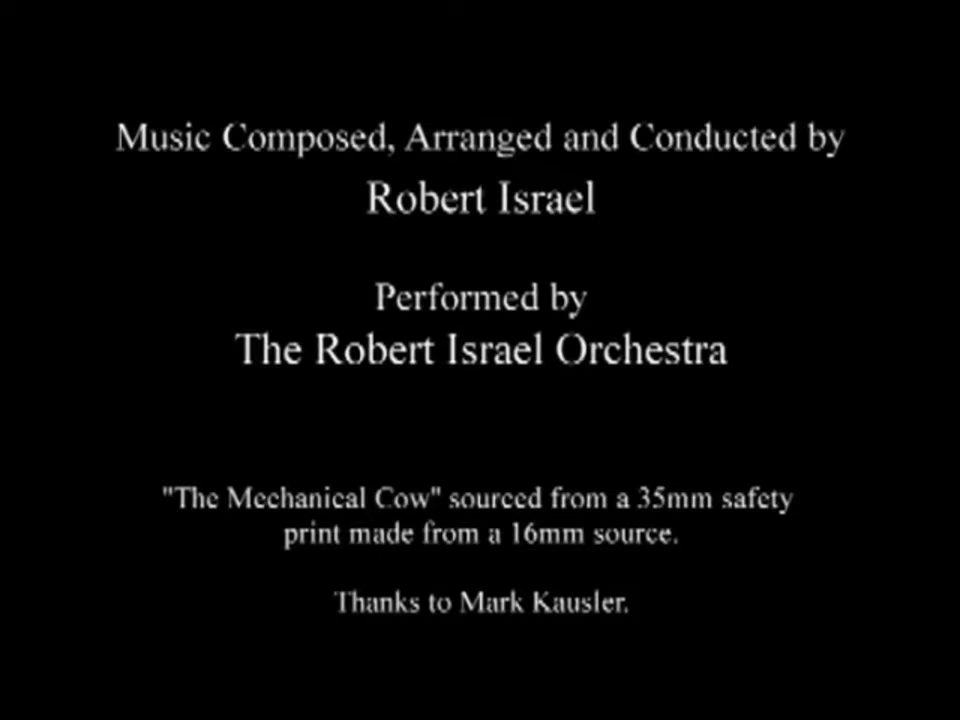 Music Composed, Arranged and Conducted by
Robert Israel
Performed by
The Robert Israel Orchestra
"The Mechanical Cow" sourced from a 35mm safety
print made from a 16mm source.
Thanks to Mark Kausler.